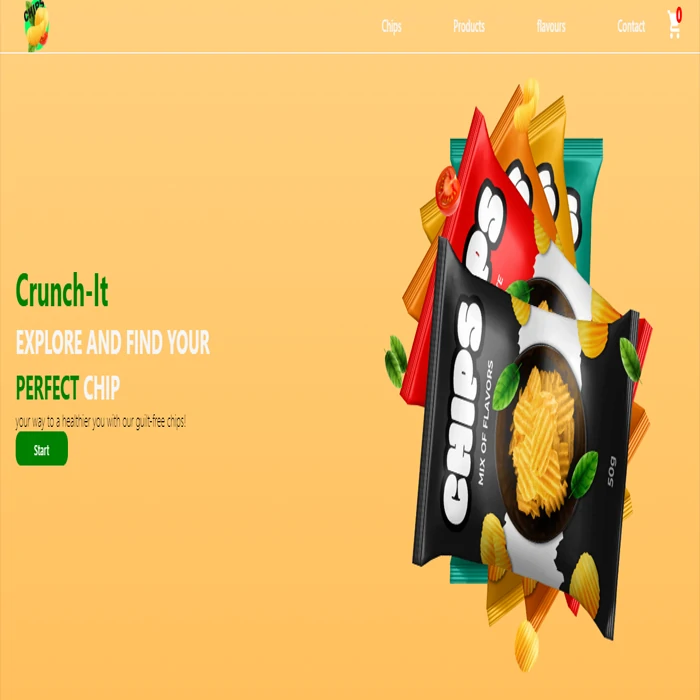 CHIPS
Chips Products flavours Contact 0
Crunch-It
EXPLORE AND FIND YOUR
PERFECT CHIP
your way to a healthier you with our guilt-free chips!
Start
CHIPS
MIX OF FLAVORS
50g